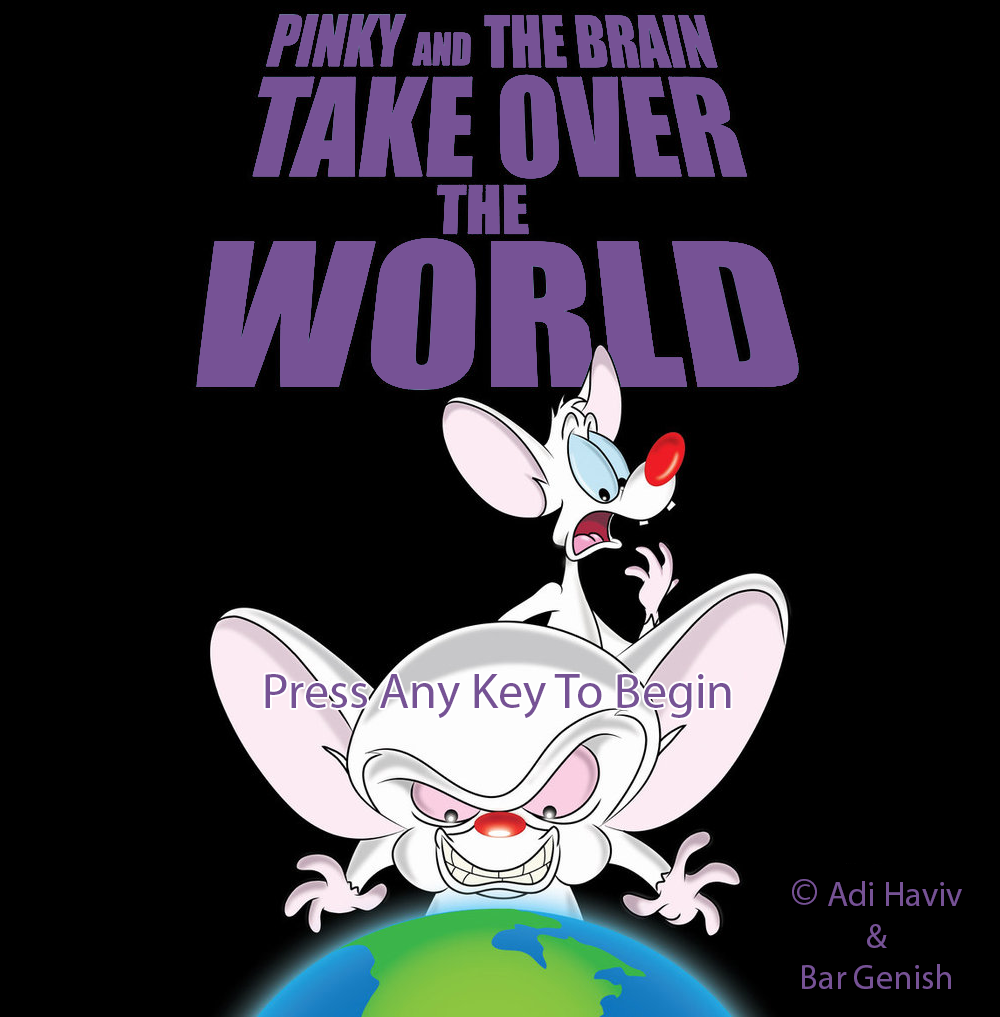 PINKY AND THE BRAIN
TAKE OVER
THE
WORLD
Press Any Key To Begin
© Adi Haviv
&
Bar Genish